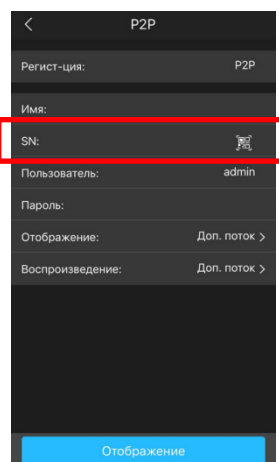 P2P
Регист-ция: P2P
Имя:
SN:
Пользователь: admin
Пароль:
Отображение: Доп. поток
Воспроизведение: Доп. поток
Отображение